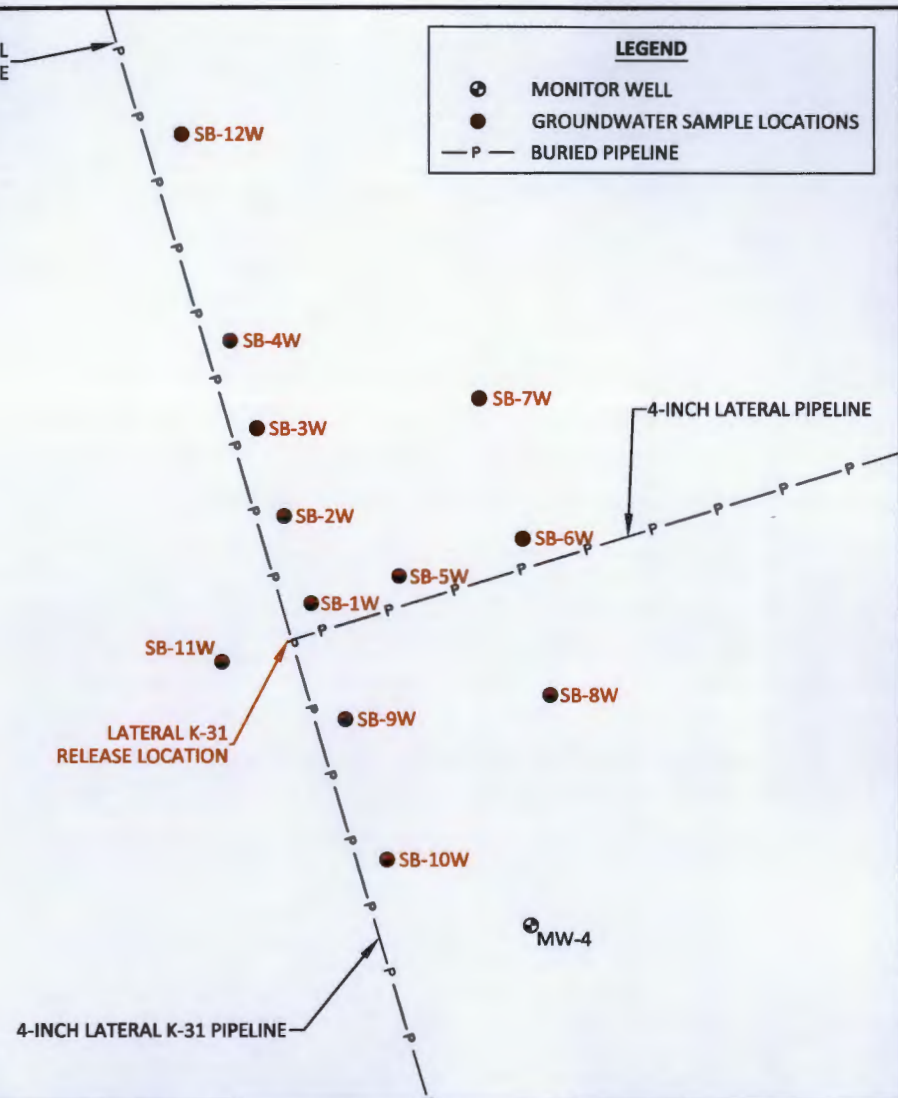 L
E
LEGEND
MONITOR WELL
GROUNDWATER SAMPLE LOCATIONS
— P — BURIED PIPELINE
P
P
SB-12W
P
P
P
SB-4W
P
SB-7W
4-INCH LATERAL PIPELINE
SB-3W
P
P
P
P
SB-2W
P
P
SB-6W
P
P
P
SB-5W
P
P
SB-1W
P
P
P
SB-11W
SB-8W
P
SB-9W
LATERAL K-31
RELEASE LOCATION
P
P
SB-10W
P
MW-4
P
4-INCH LATERAL K-31 PIPELINE
P